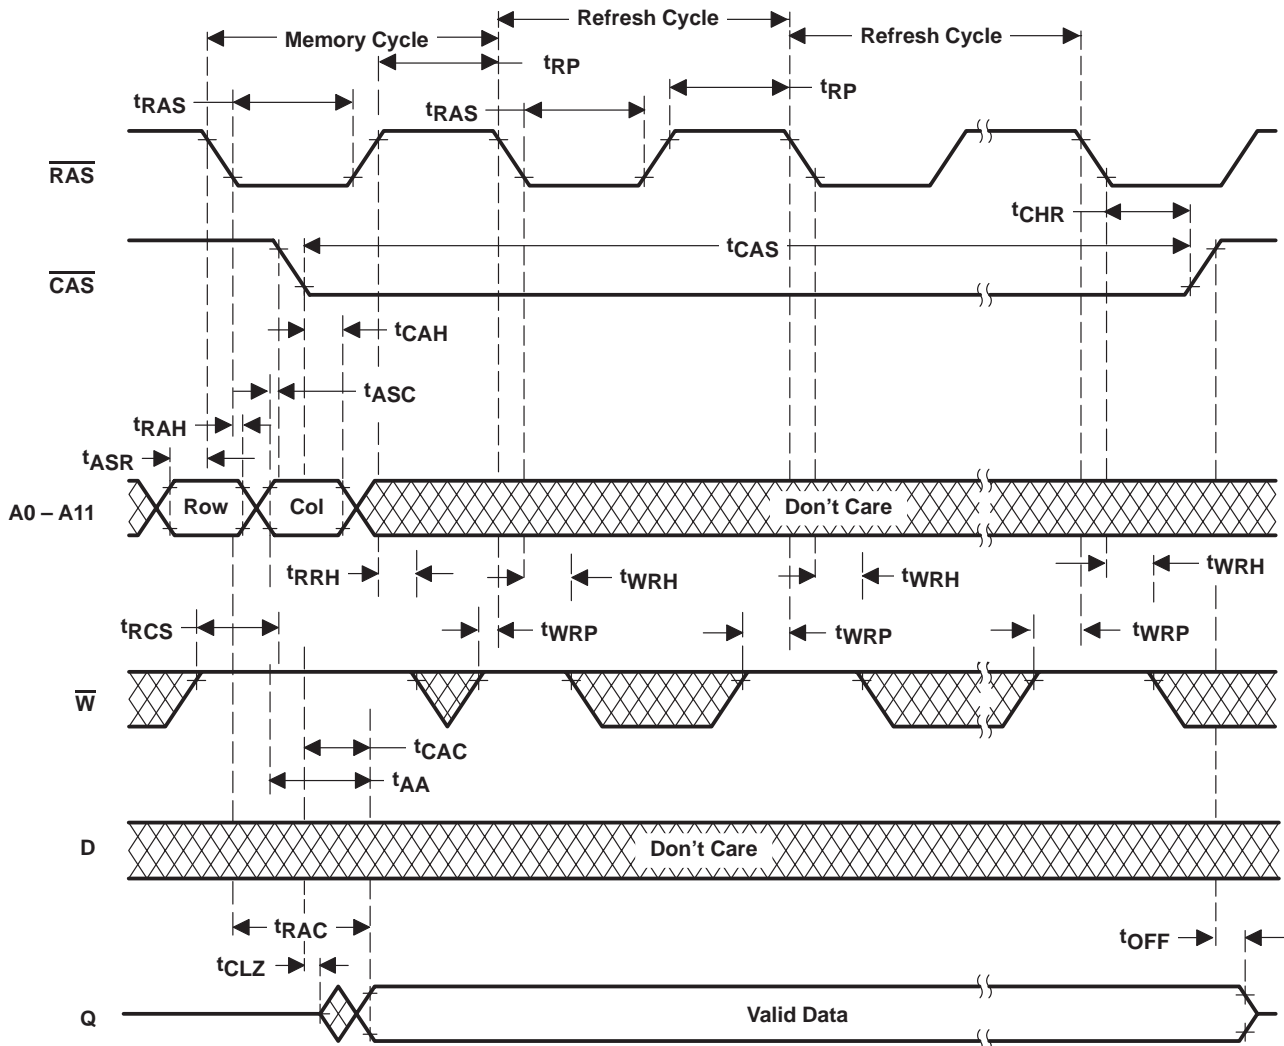 Refresh Cycle
Memory Cycle
Refresh Cycle
tRP
tRAS
tRAS
tRP
RAS
tCHR
tCAS
CAS
tCAH
tASC
tRAH
tASR
Row
Col
A0 – A11
Don't Care
tRRH
tWRH
tWRH
tWRH
tRCS
tWRP
tWRP
tWRP
W
tCAC
tAA
D
Don't Care
tRAC
tOFF
tCLZ
Q
Valid Data